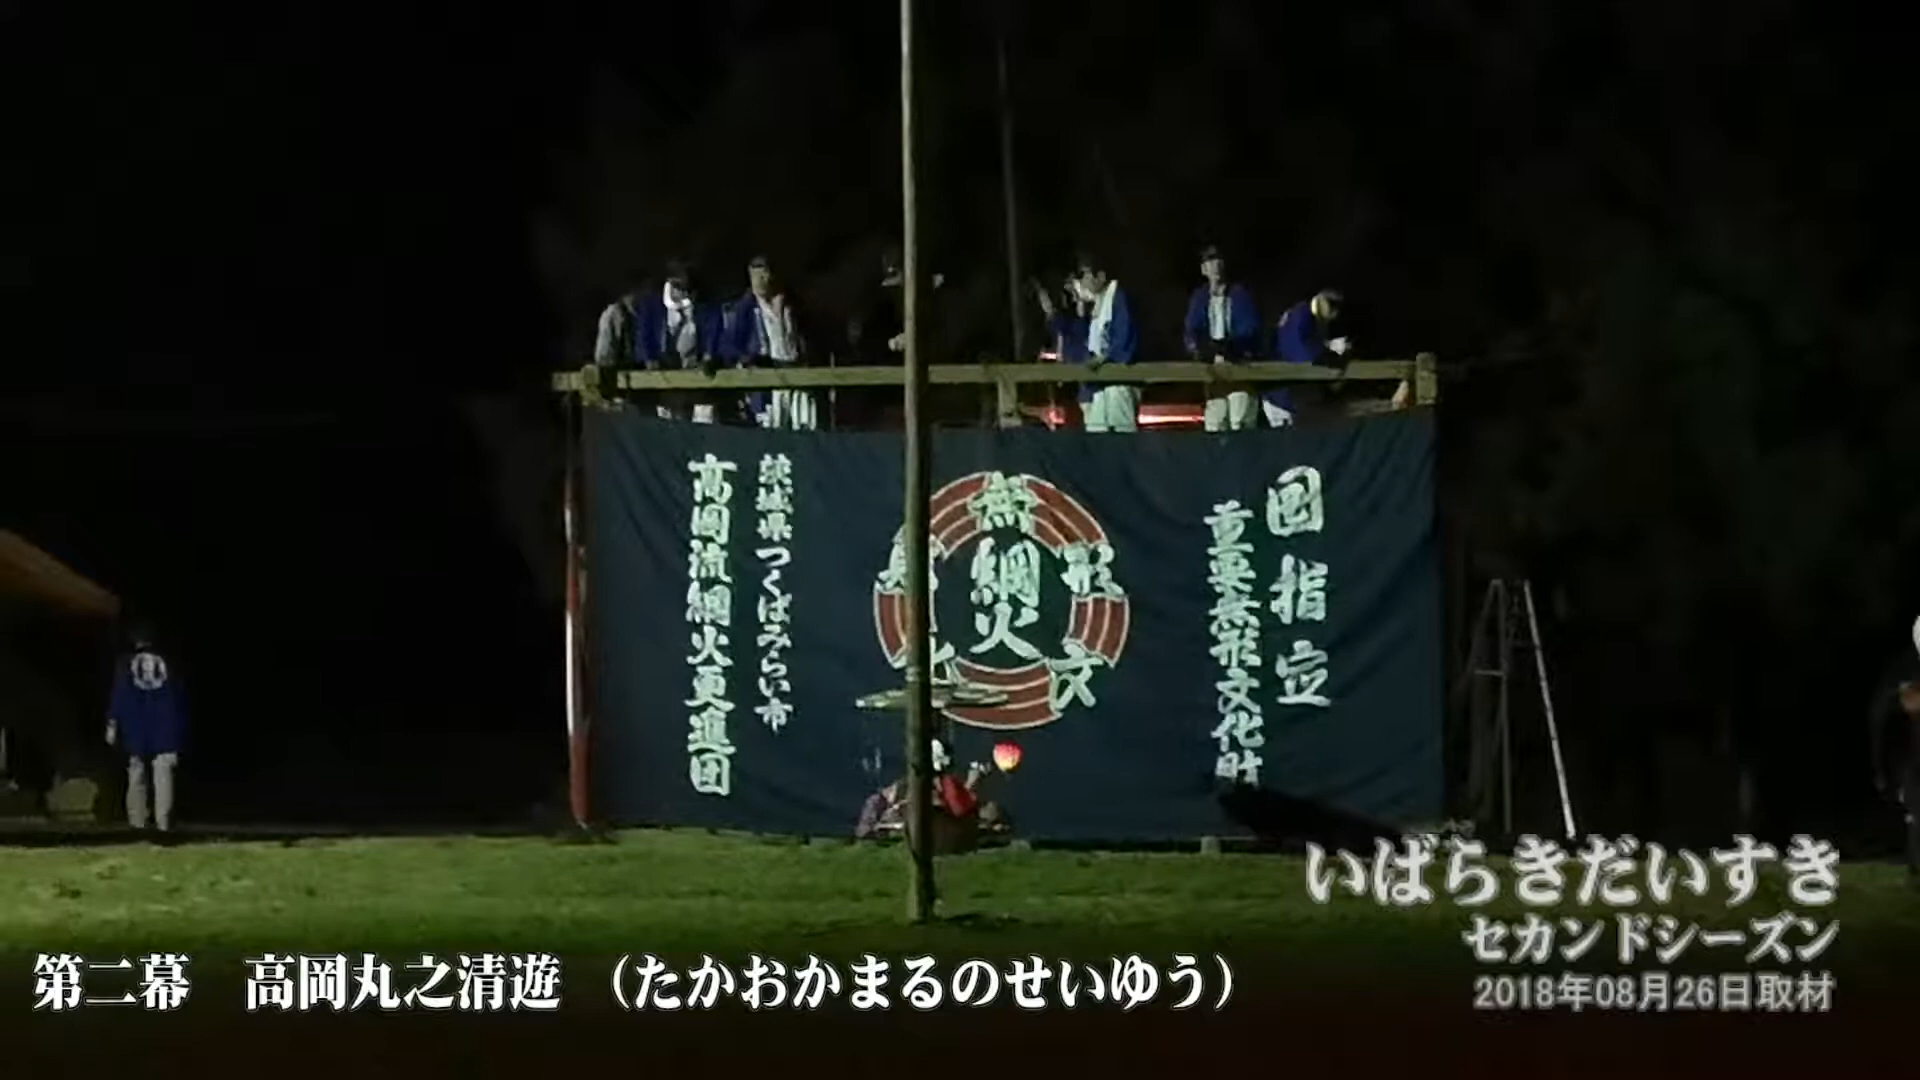 国指定
重要無形文化財
無
形
文
綱火
茨城県つくばみらい市
高岡流綱火更進団
いばらきだいすき
セカンドシーズン
2018年08月26日取材
第二幕　高岡丸之清遊　（たかおかまるのせいゆう）